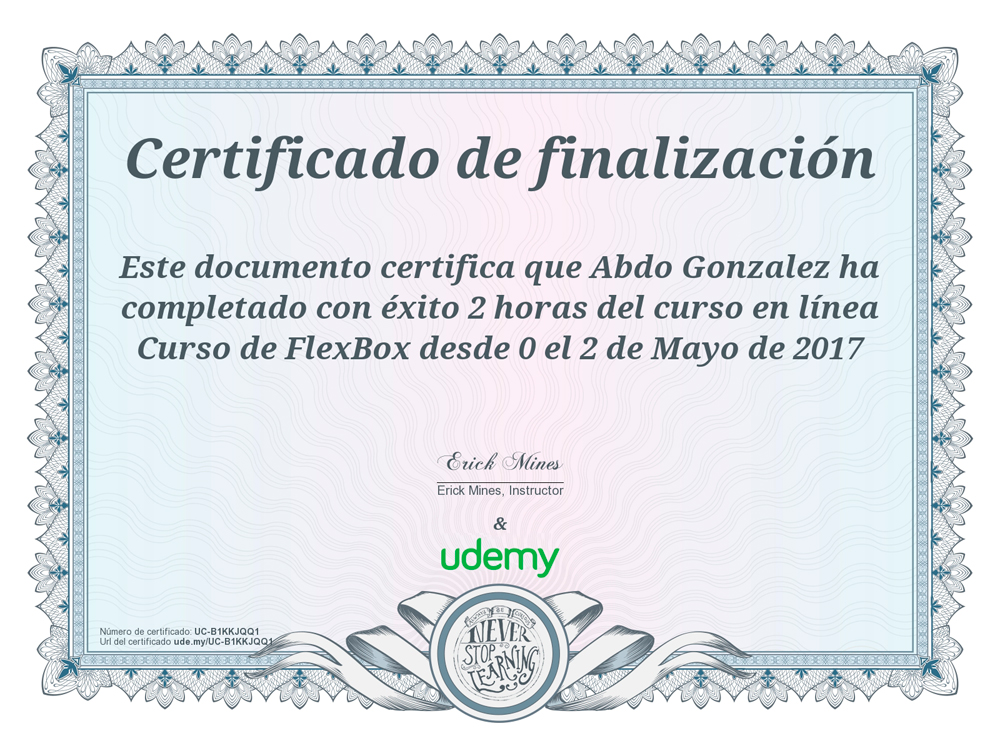 Certificado de finalización
Este documento certifica que Abdo Gonzalez ha
completado con éxito 2 horas del curso en línea
Curso de FlexBox desde 0 el 2 de Mayo de 2017
Erick Mines
Erick Mines, Instructor
&
udemy
Número de certificado: UC-B1KKJQQ1
Url del certificado ude.my/UC-B1KKJQQ1
NEVER
STOP
LEARNING